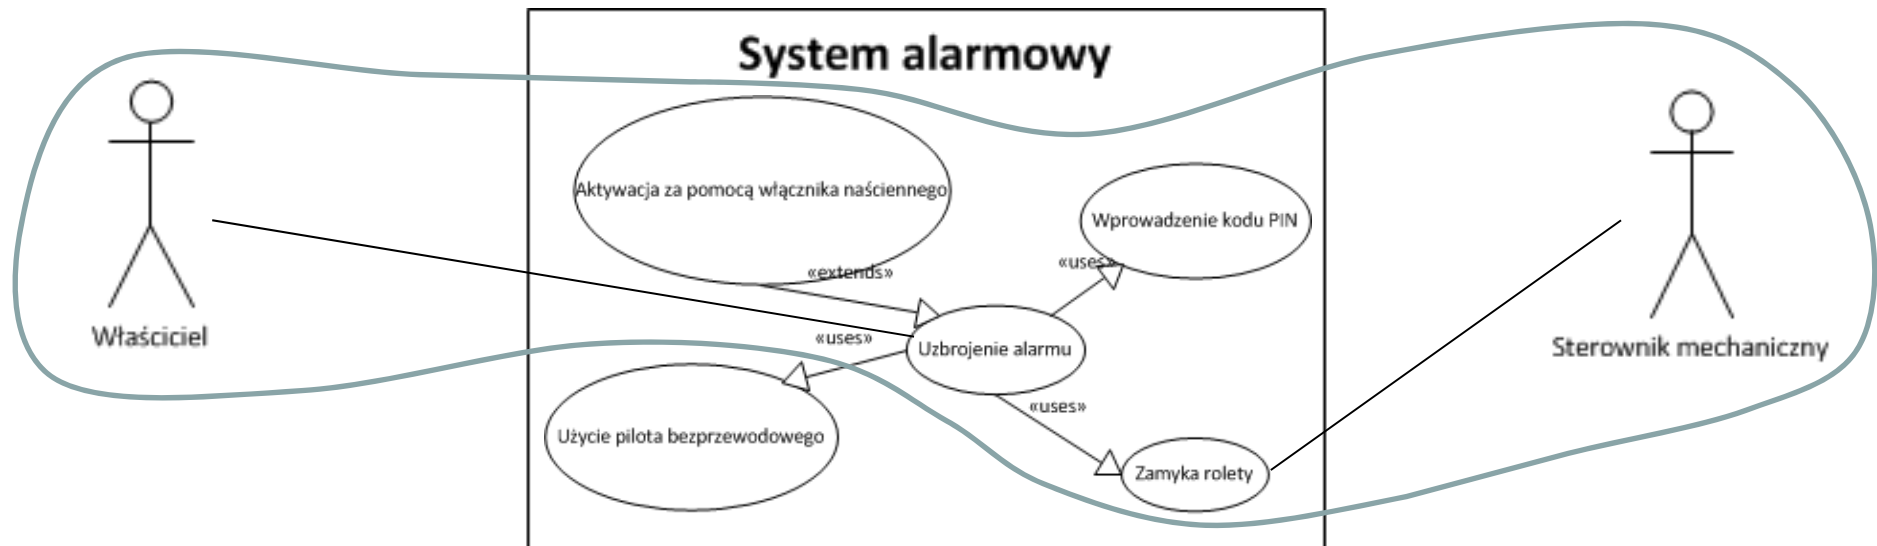 System alarmowy
Aktywacja za pomocą włącznika naściennego
Wprowadzenie kodu PIN
«uses»
«extends»
Właściciel
«uses»
Uzbrojenie alarmu
Sterownik mechaniczny
«uses»
Użycie pilota bezprzewodowego
Zamyka rolety